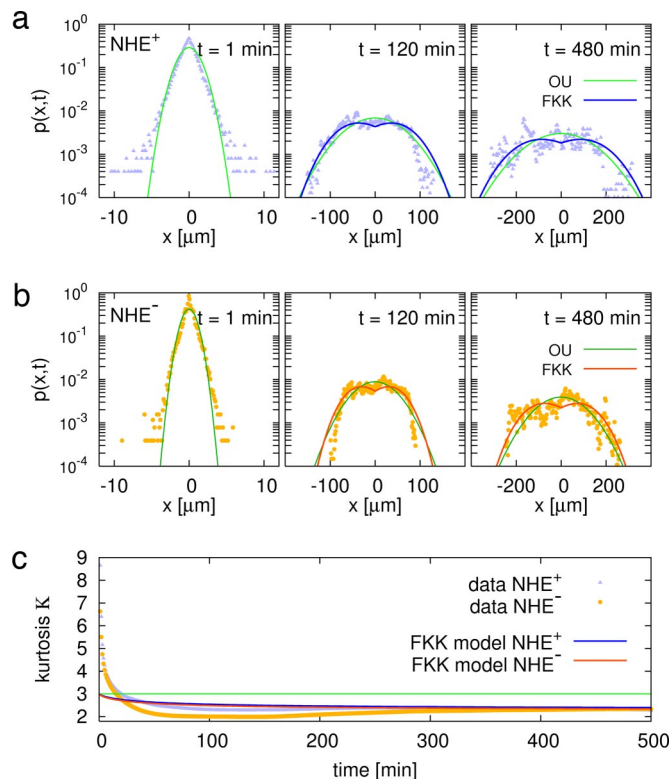 a
NHE+ t = 1 min t = 120 min t = 480 min
OU
FKK
p(x,t)
10^0
10^-1
10^-2
10^-3
10^-4
-10 0 10 -100 0 100 -200 0 200
x [μm] x [μm] x [μm]
b
NHE- t = 1 min t = 120 min t = 480 min
OU
FKK
p(x,t)
10^0
10^-1
10^-2
10^-3
10^-4
-10 0 10 -100 0 100 -200 0 200
x [μm] x [μm] x [μm]
c
kurtosis K
9
8
7
6
5
4
3
2
data NHE+
data NHE-
FKK model NHE+
FKK model NHE-
0 100 200 300 400 500
time [min]